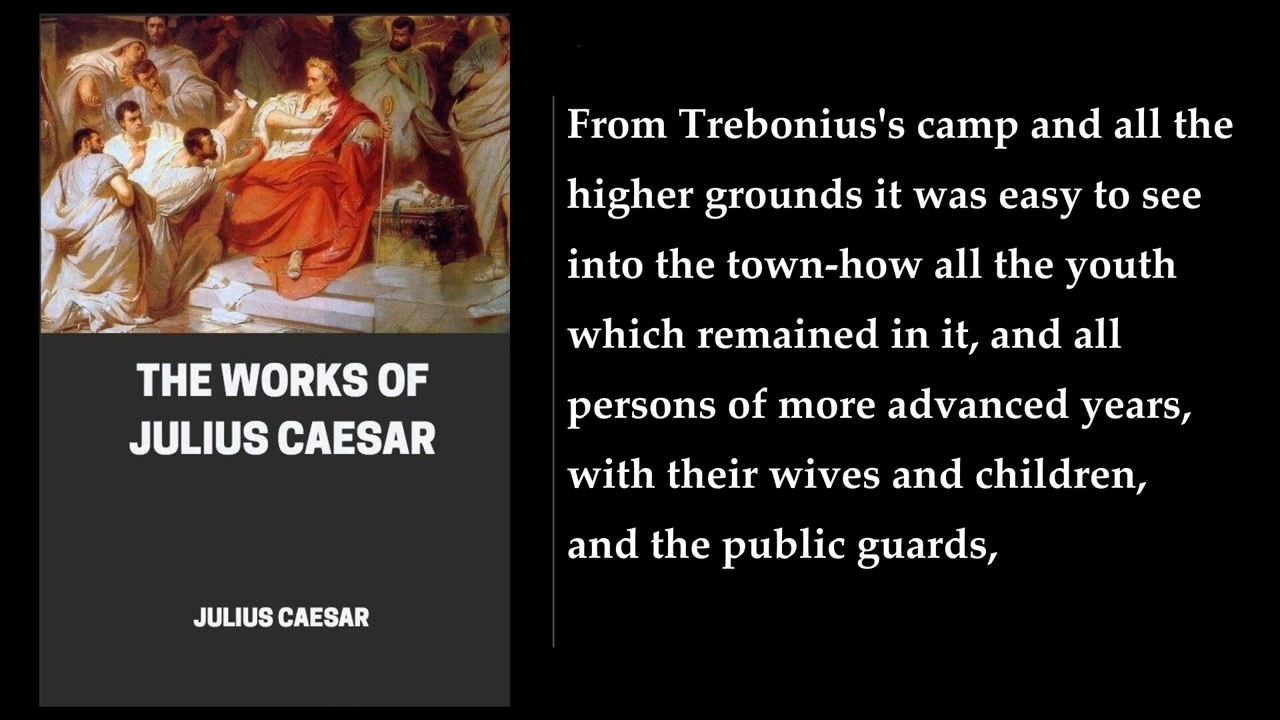 THE WORKS OF
JULIUS CAESAR
JULIUS CAESAR
From Trebonius's camp and all the
higher grounds it was easy to see
into the town-how all the youth
which remained in it, and all
persons of more advanced years,
with their wives and children,
and the public guards,